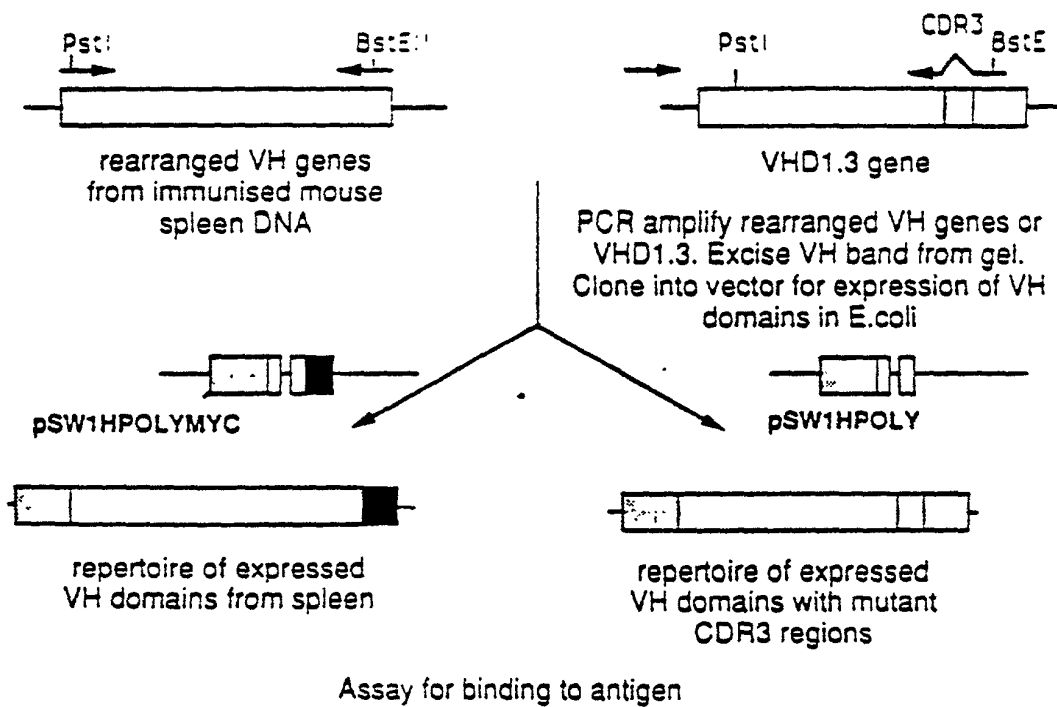 PstI
BstEII
rearranged VH genes
from immunised mouse
spleen DNA
PstI
CDR3
BstE
VHD1.3 gene
PCR amplify rearranged VH genes or
VHD1.3. Excise VH band from gel.
Clone into vector for expression of VH
domains in E.coli
pSW1HPOLYMYC
pSW1HPOLY
repertoire of expressed
VH domains from spleen
repertoire of expressed
VH domains with mutant
CDR3 regions
Assay for binding to antigen